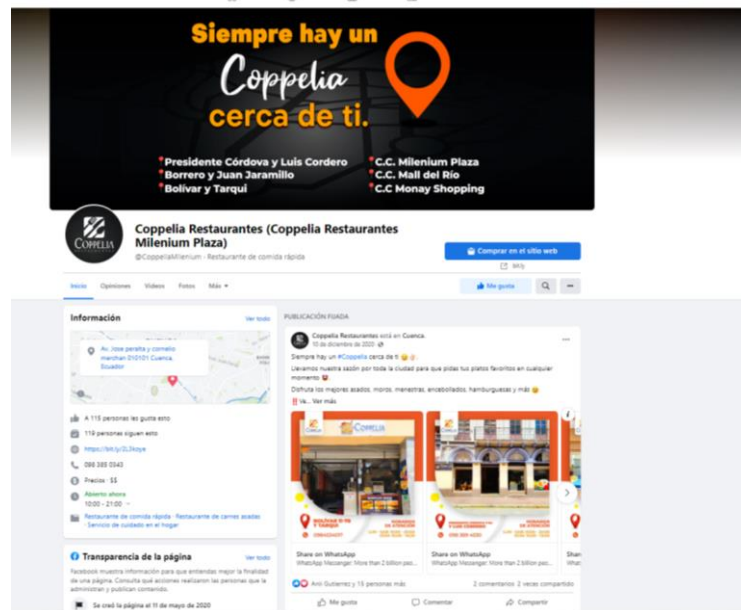 Siempre hay un
Coppelia
cerca de ti.
Presidente Córdova y Luis Cordero
Borrero y Juan Jaramillo
Bolívar y Tarqui
C.C. Milenium Plaza
C.C. Mall del Río
C.C Monay Shopping
COPPELIA
Coppelia Restaurantes (Coppelia Restaurantes
Milenium Plaza)
@CoppeliaMilenium · Restaurante de comida rápida
Comprar en el sitio web
bit.ly
Inicio Opiniones Videos Fotos Más
Me gusta
Información Ver todo
Av. Jose peralta y cornelio
merchan 010101 Cuenca,
Ecuador
A 115 personas les gusta esto
119 personas siguen esto
Precios · $$
Abierto ahora
10:00 - 21:00
Restaurante de comida rápida · Restaurante de carnes asadas
· Servicio de cuidado en el hogar
Transparencia de la página Ver todo
Facebook muestra información para que entiendas mejor la finalidad
de una página. Consulta qué acciones realizaron las personas que la
administran y publican contenido.
Se creó la página el 11 de mayo de 2020
PUBLICACIÓN FIJADA
Coppelia Restaurantes está en Cuenca.
10 de diciembre de 2020
Siempre hay un #Coppelia cerca de ti
Llevamos nuestra sazón por toda la ciudad para que pidas tus platos favoritos en cualquier
momento
Disfruta los mejores asados, moros, menestras, encebollados, hamburguesas y más
Ve... Ver más
COPPELIA
Y TARQUI
Share on WhatsApp
WhatsApp Messenger: More than 2 billion peo...
Share on WhatsApp
WhatsApp Messenger: More than 2 billion peo...
Shar
What
Anli Gutierrez y 15 personas más
2 comentarios 2 veces compartido
Me gusta Comentar Compartir